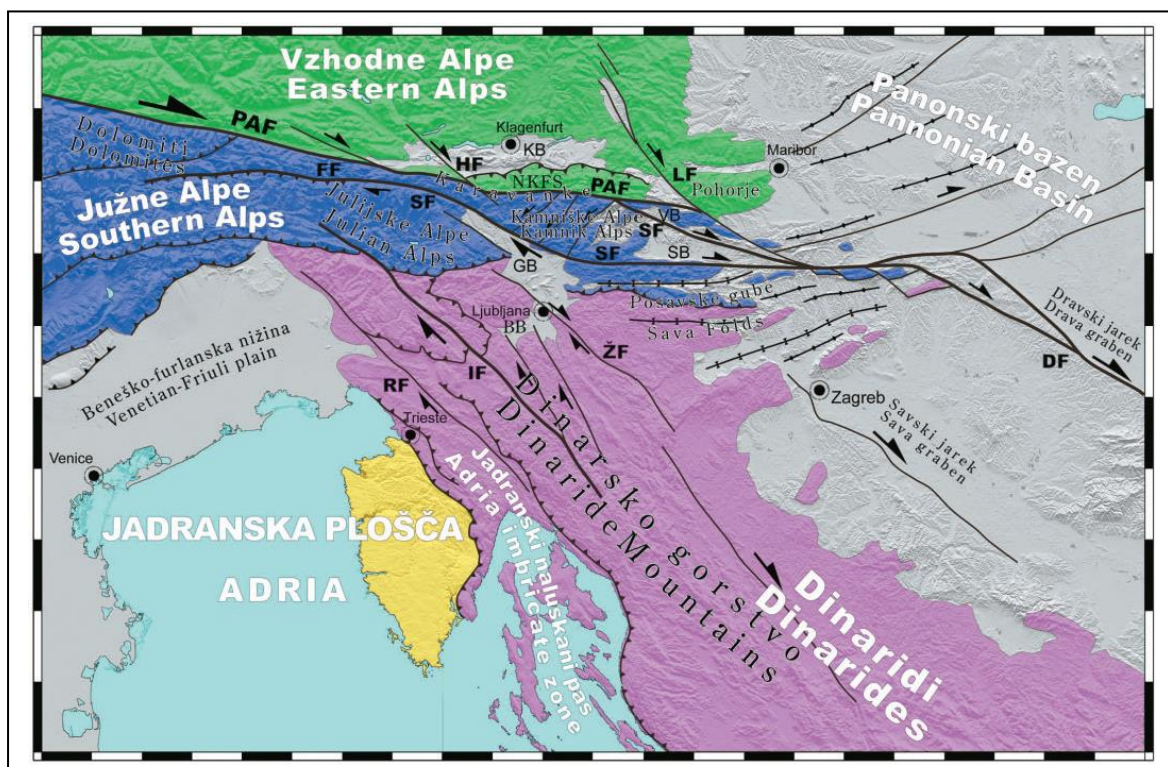 Vzhodne Alpe
Eastern Alps
Panonski bazen
Pannonian Basin
Dolomiti
Dolomites
PAF
Klagenfurt
KB
HF
Maribor
FF
NKFS
PAF
LF
Pohorje
Karavanke
Južne Alpe
Southern Alps
Julijske Alpe
Julian Alps
SF
Kamniške Alpe
Kamnik Alps
VB
SF
SF
SB
GB
Posavske gube
Sava Folds
Ljubljana
BB
Dravski jarek
Drava graben
DF
Beneško-furlanska nižina
Venetian-Friuli plain
ŽF
IF
RF
Trieste
Zagreb
Savski jarek
Sava graben
Venice
Dinarsko gorstvo
Dinaride Mountains
JADRANSKA PLOŠČA
ADRIA
Jadranski naluskani pas
Adria imbricate zone
Dinaridi
Dinarides